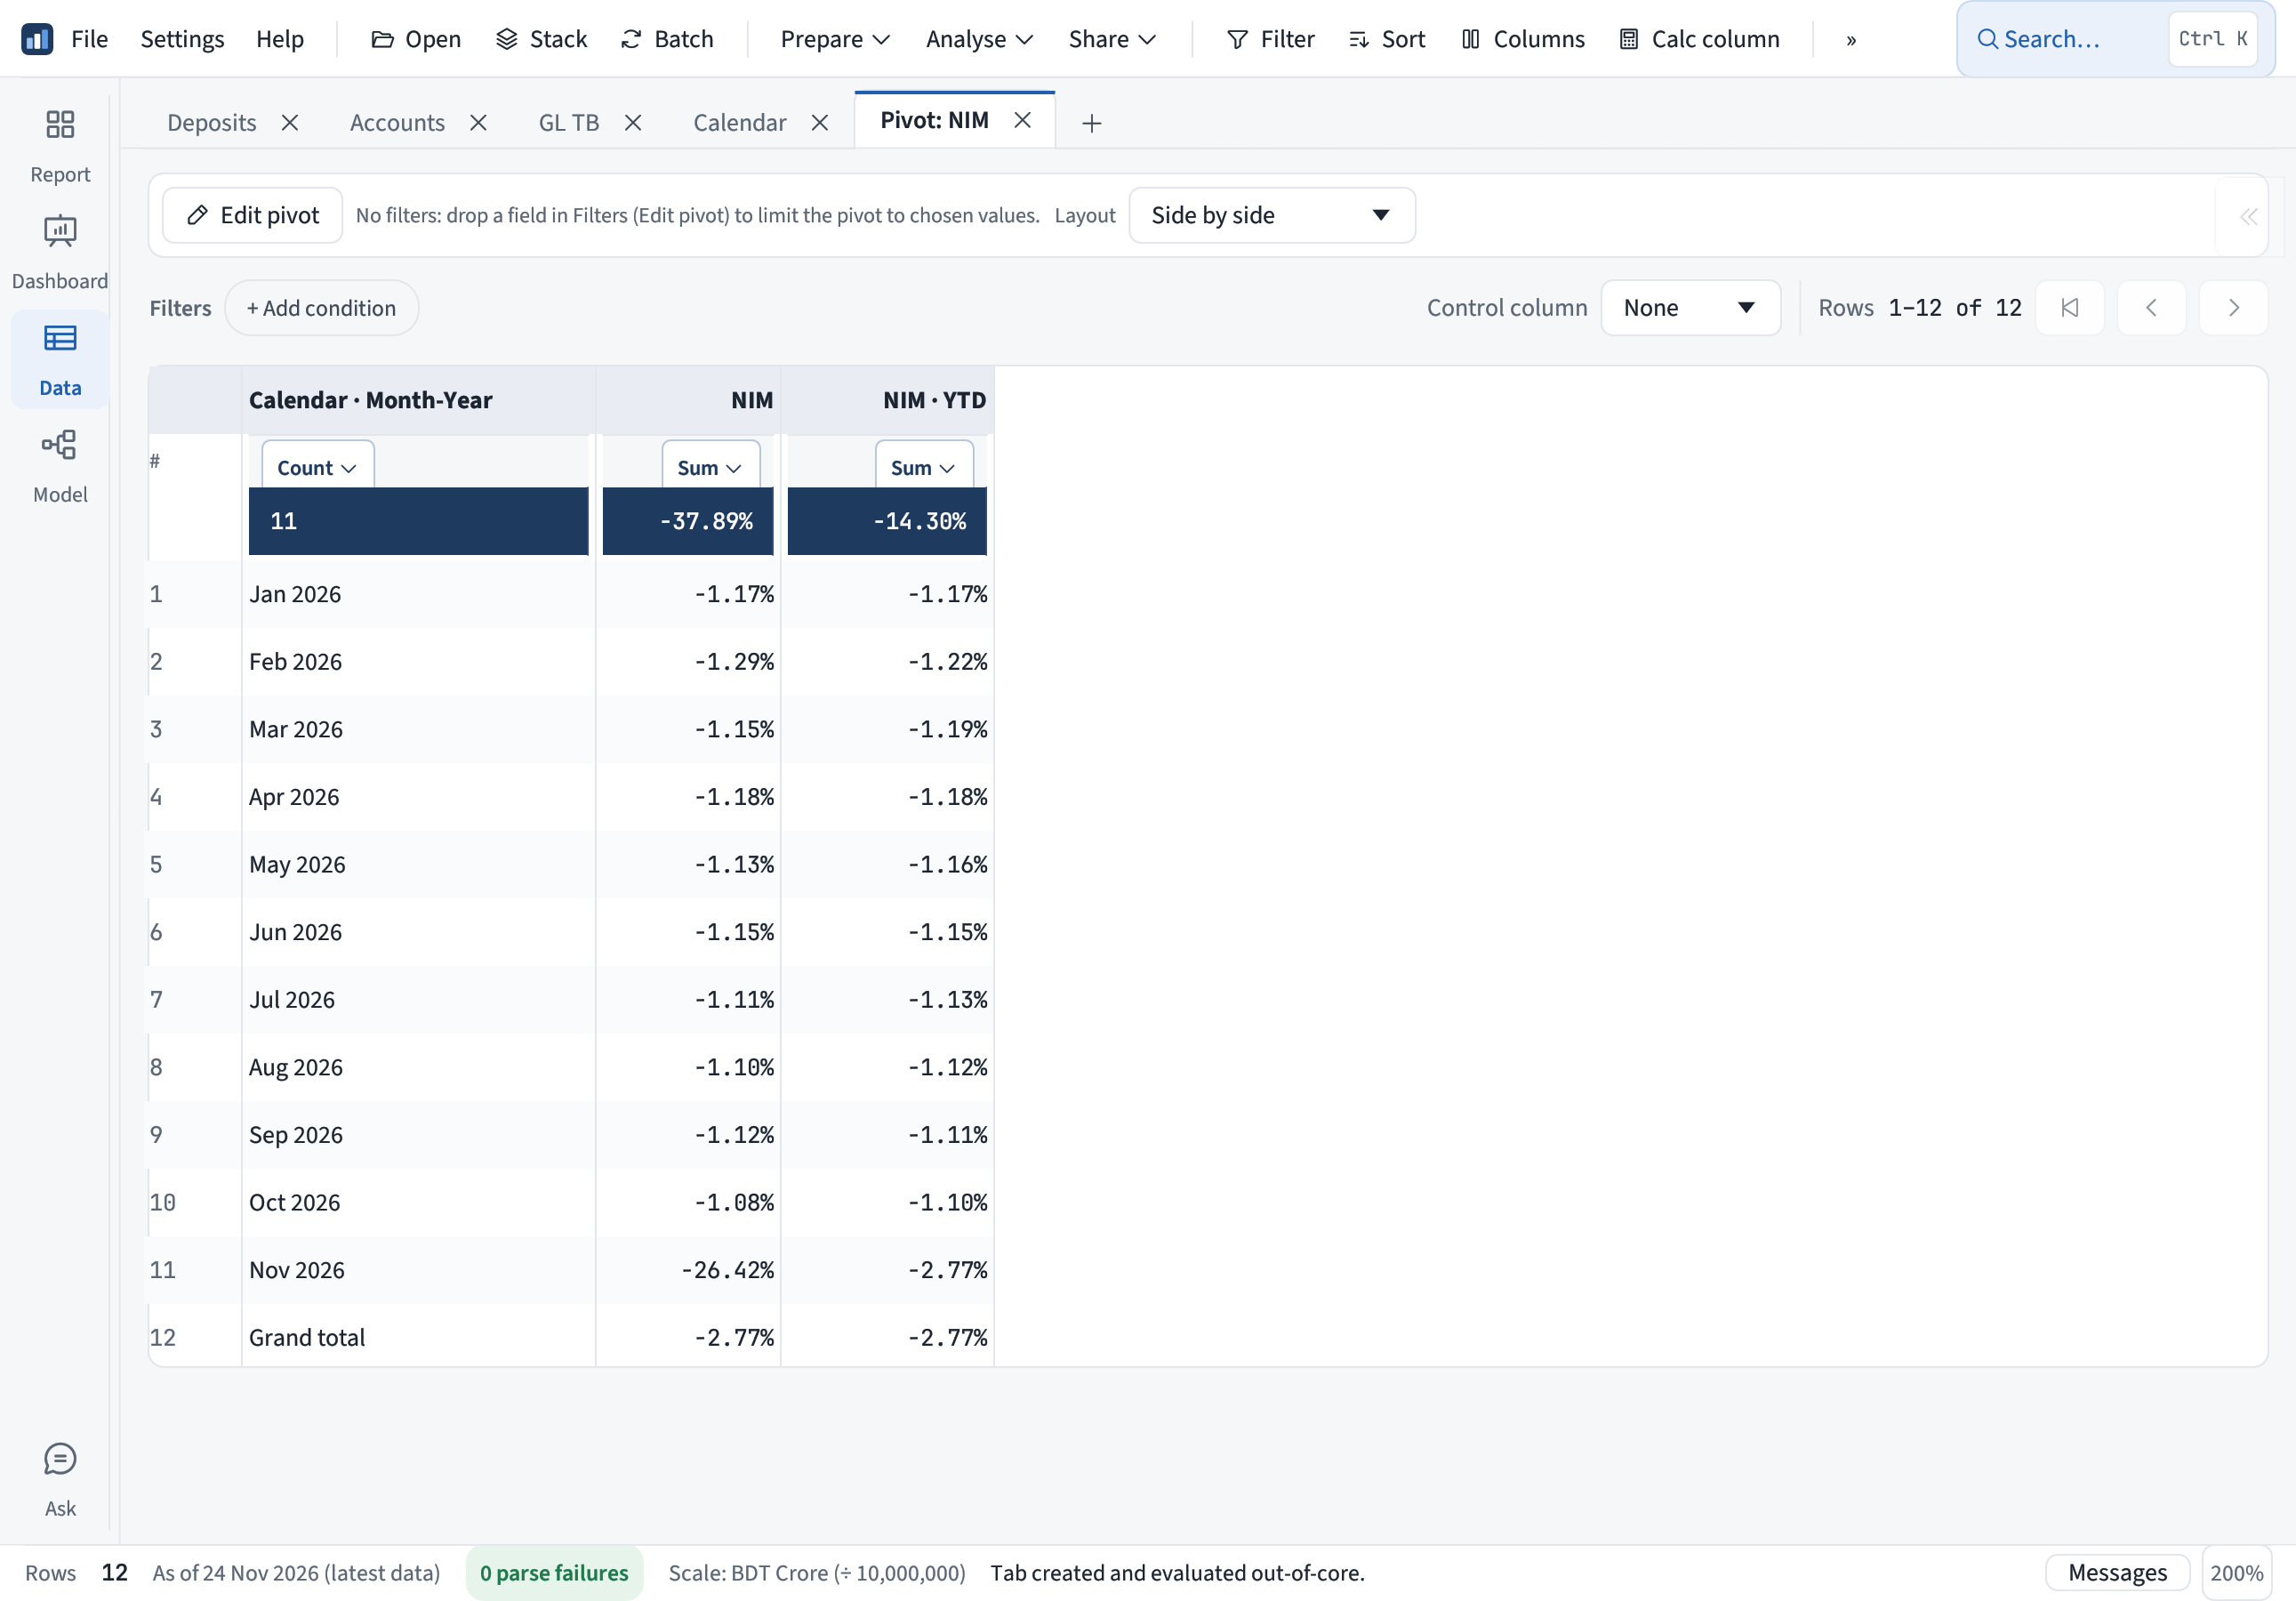 File Settings Help Open Stack Batch Prepare Analyse Share Filter Sort Columns Calc column » Search… Ctrl K
Deposits Accounts GL TB Calendar Pivot: NIM
Edit pivot No filters: drop a field in Filters (Edit pivot) to limit the pivot to chosen values. Layout Side by side
Filters + Add condition Control column None Rows 1–12 of 12
Report
Dashboard
Data
Model
Calendar · Month-Year NIM NIM · YTD
# Count Sum Sum
11 -37.89% -14.30%
1 Jan 2026 -1.17% -1.17%
2 Feb 2026 -1.29% -1.22%
3 Mar 2026 -1.15% -1.19%
4 Apr 2026 -1.18% -1.18%
5 May 2026 -1.13% -1.16%
6 Jun 2026 -1.15% -1.15%
7 Jul 2026 -1.11% -1.13%
8 Aug 2026 -1.10% -1.12%
9 Sep 2026 -1.12% -1.11%
10 Oct 2026 -1.08% -1.10%
11 Nov 2026 -26.42% -2.77%
12 Grand total -2.77% -2.77%
Ask
Rows 12 As of 24 Nov 2026 (latest data) 0 parse failures Scale: BDT Crore (÷ 10,000,000) Tab created and evaluated out-of-core. Messages 200%